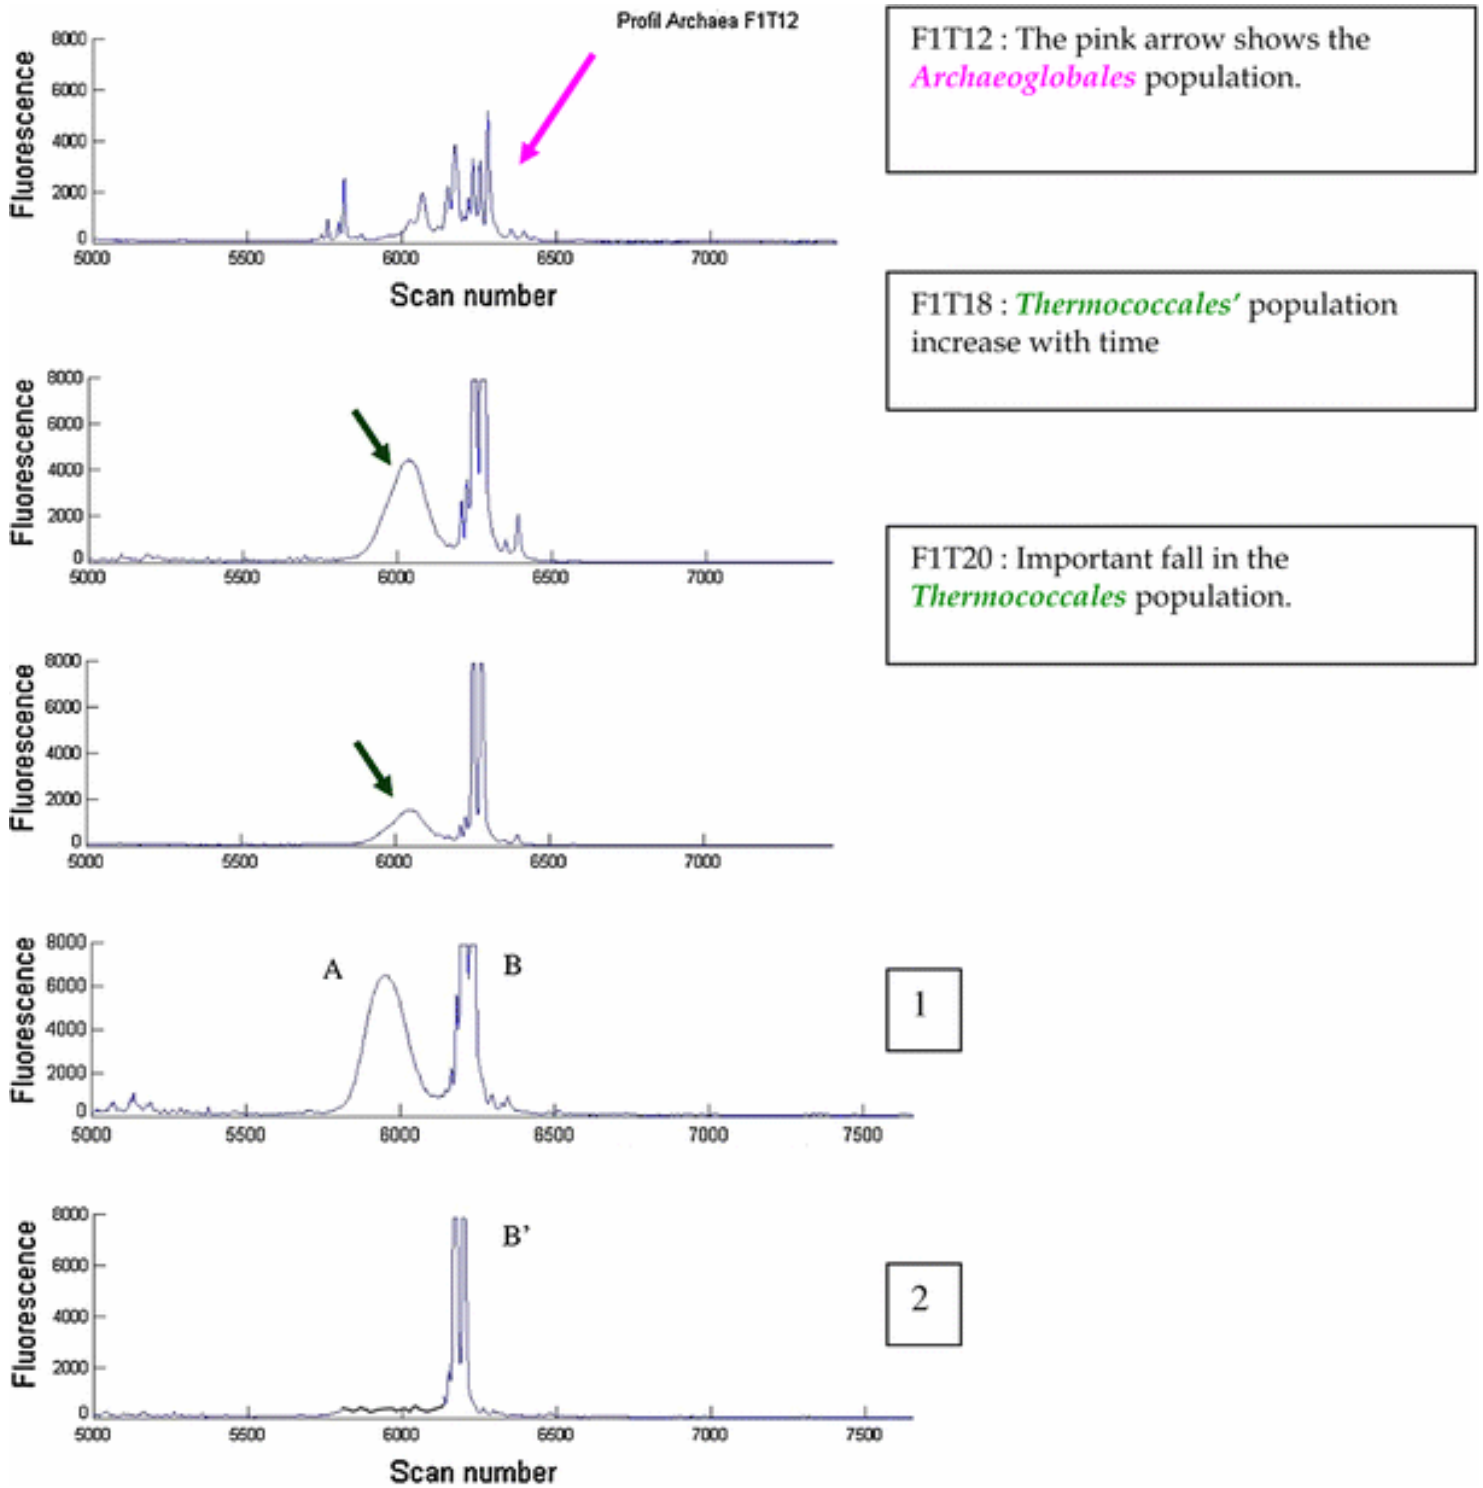 Profil Archaea F1T12
8000
6000
4000
2000
0
Fluorescence
5000 5500 6000 6500 7000
Scan number
F1T12 : The pink arrow shows the
Archaeoglobales population.
8000
6000
4000
2000
0
Fluorescence
5000 5500 6000 6500 7000
F1T18 : Thermococcales' population
increase with time
8000
6000
4000
2000
0
Fluorescence
5000 5500 6000 6500 7000
F1T20 : Important fall in the
Thermococcales population.
8000
6000
4000
2000
0
Fluorescence
A
B
5000 5500 6000 6500 7000 7500
1
8000
6000
4000
2000
0
Fluorescence
B'
5000 5500 6000 6500 7000 7500
Scan number
2